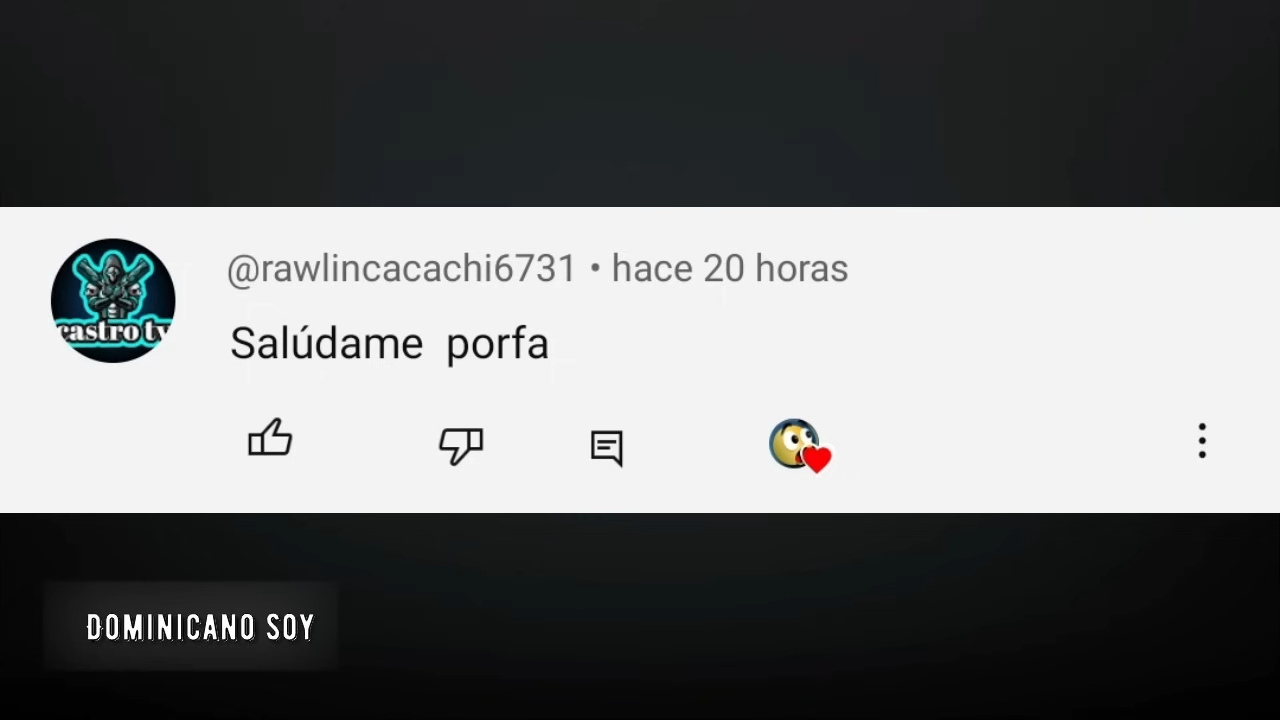 @rawlincacachi6731 • hace 20 horas
Salúdame porfa
castro tv
DOMINICANO SOY